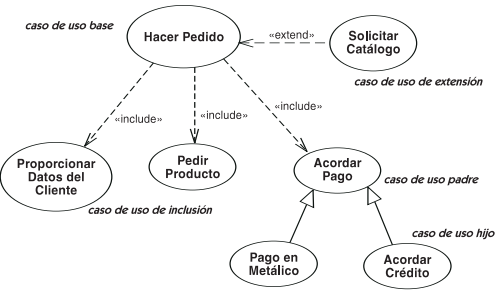 caso de uso base
Hacer Pedido
«extend»
Solicitar
Catálogo
caso de uso de extensión
«include»
«include»
«include»
Proporcionar
Datos del
Cliente
caso de uso de inclusión
Pedir
Producto
Acordar
Pago
caso de uso padre
caso de uso hijo
Pago en
Metálico
Acordar
Crédito